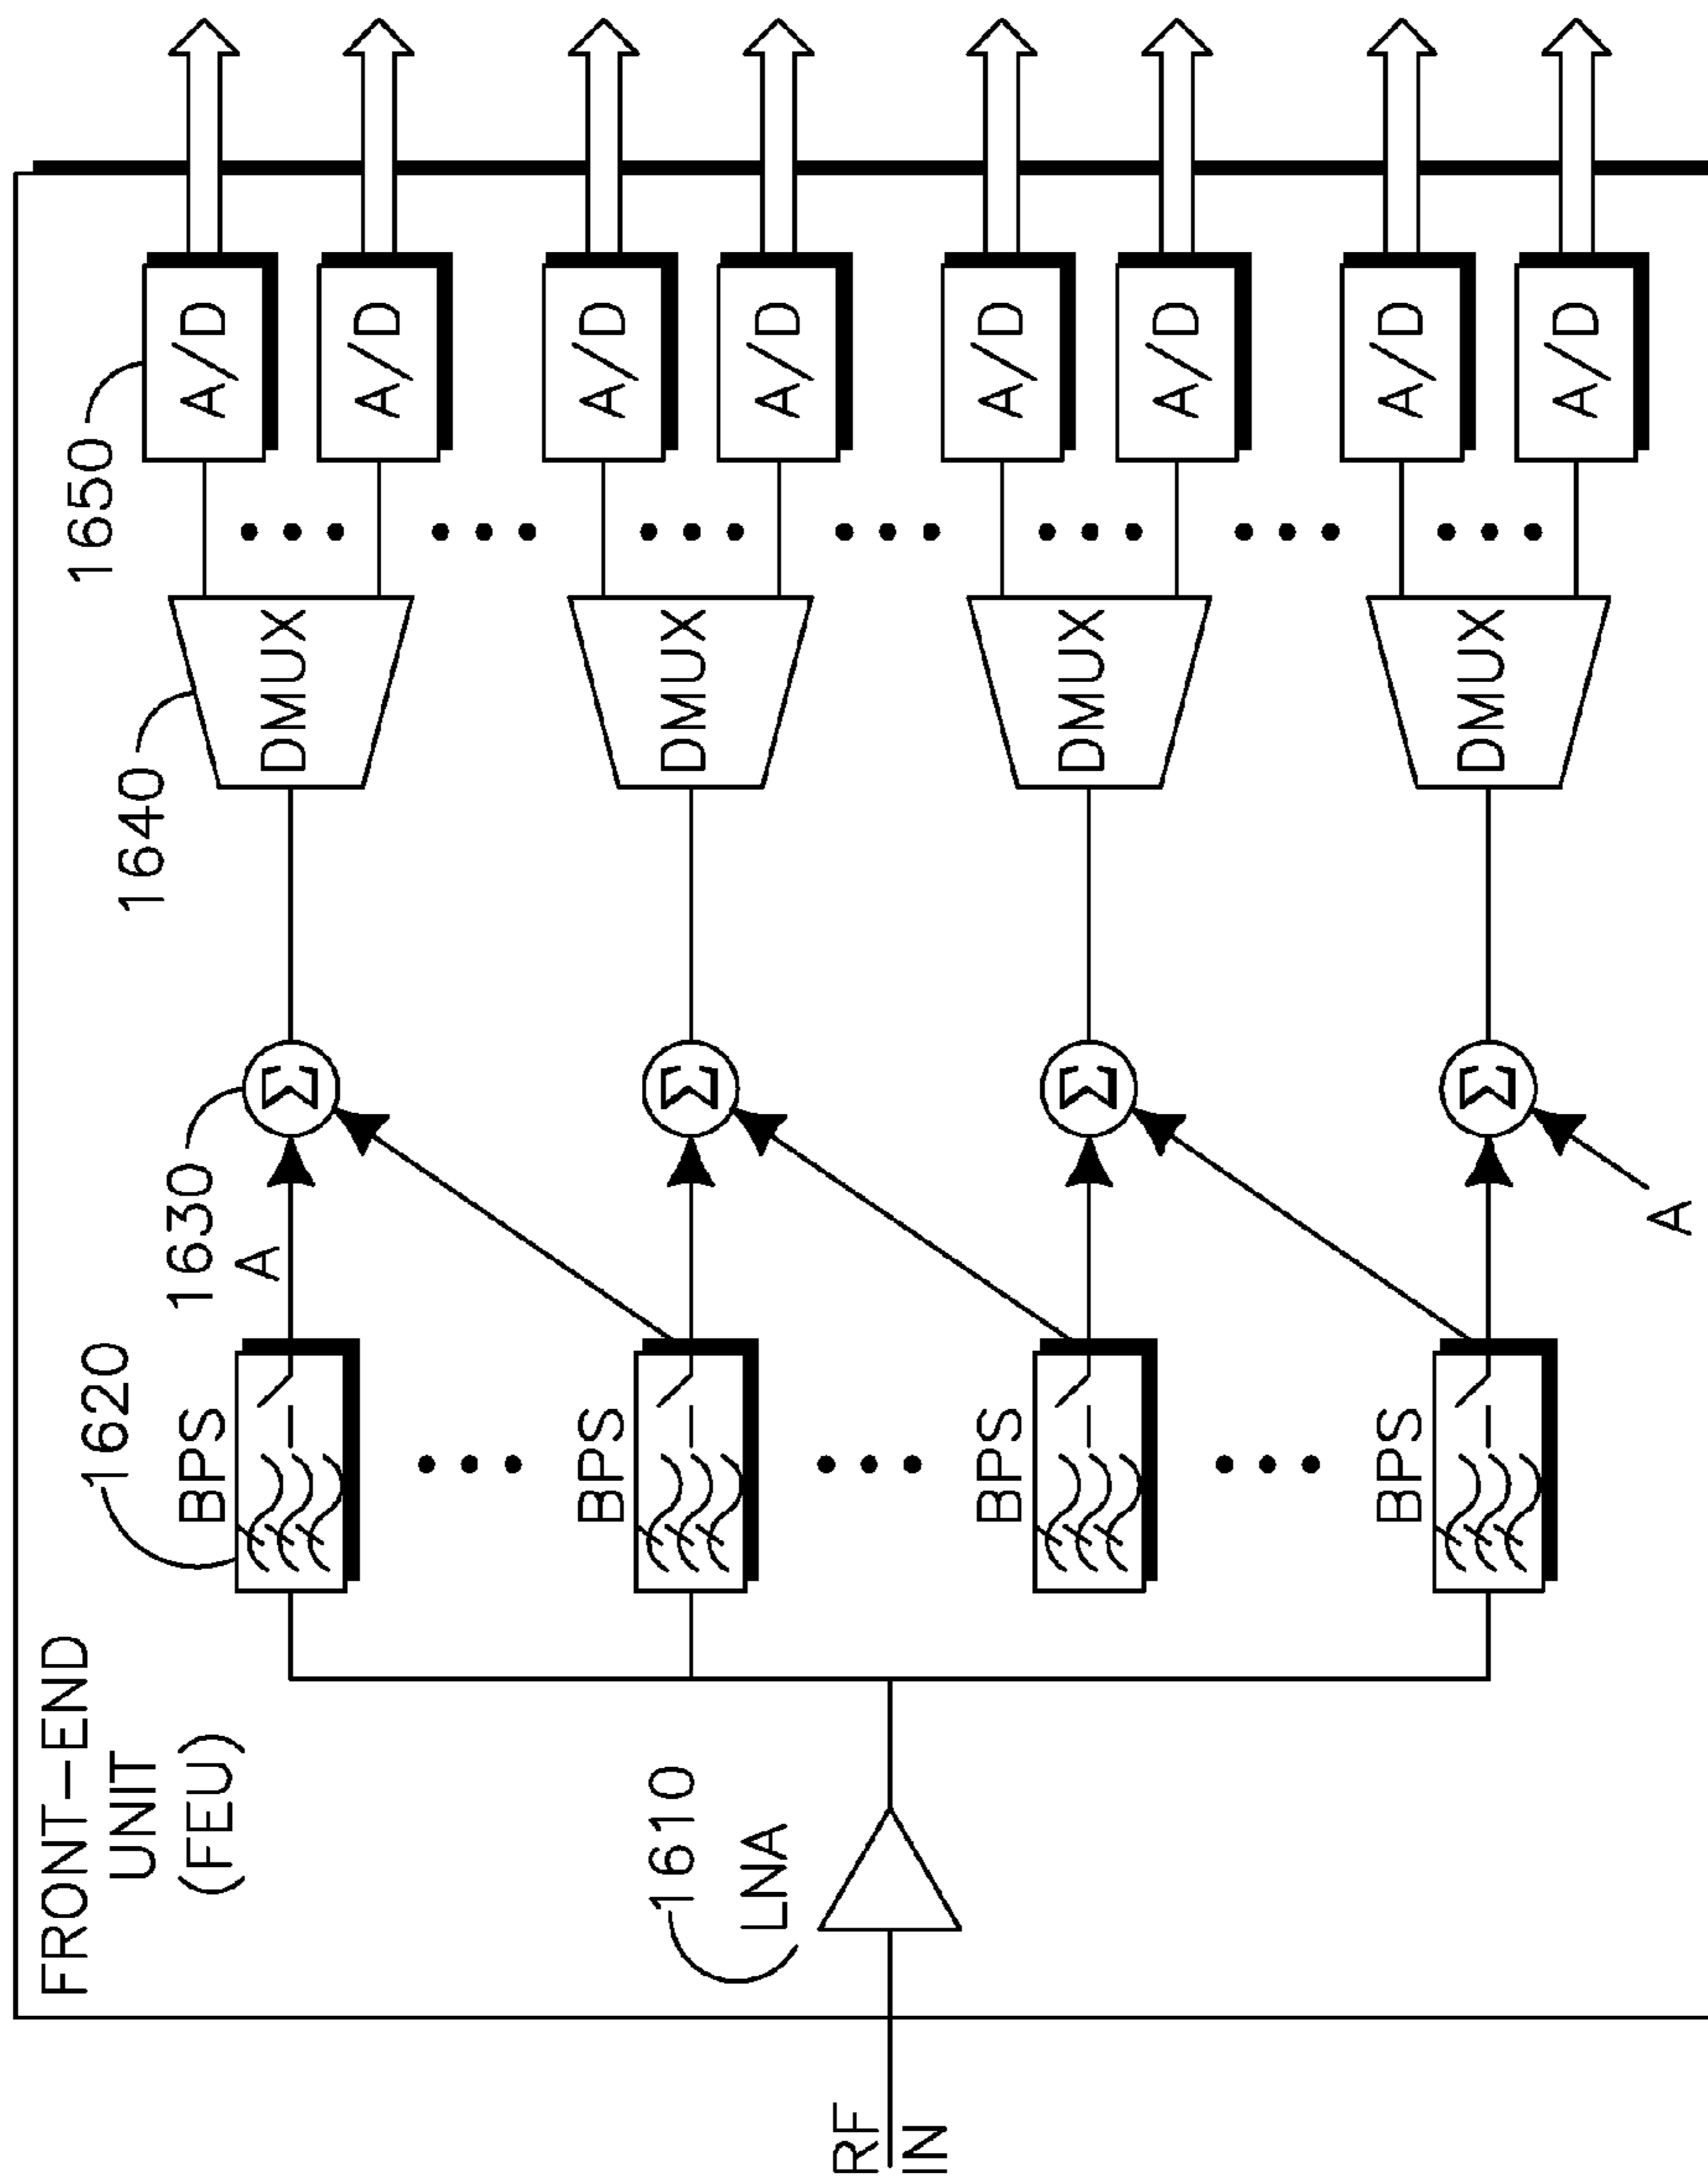 FRONT-END
UNIT
(FEU)
RF
IN
1610
LNA
1620
BPS
BPS
BPS
BPS
1630
A
A
Σ
Σ
Σ
Σ
1640
DMUX
DMUX
DMUX
DMUX
1650
A/D
A/D
A/D
A/D
A/D
A/D
A/D
A/D